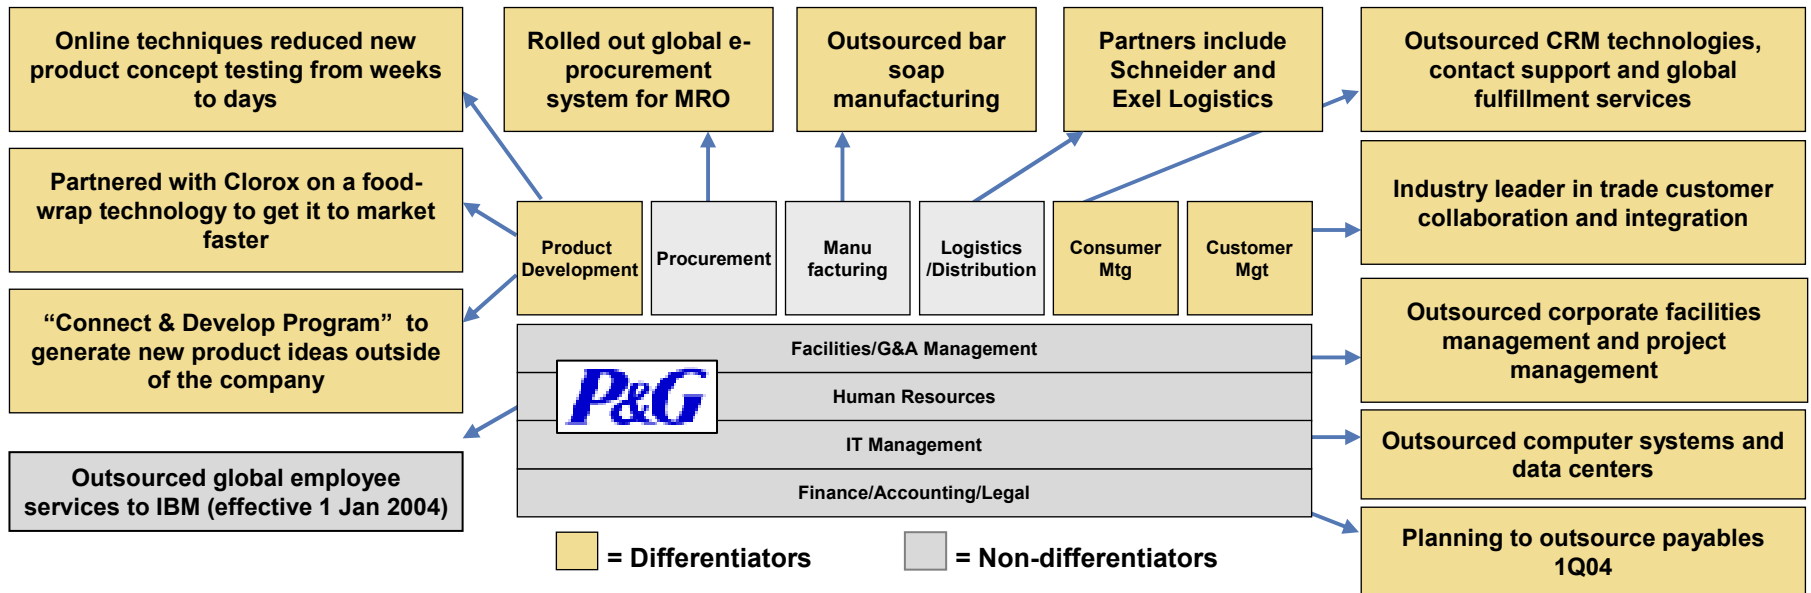 Online techniques reduced new
product concept testing from weeks
to days
Rolled out global e-
procurement
system for MRO
Outsourced bar
soap
manufacturing
Partners include
Schneider and
Exel Logistics
Outsourced CRM technologies,
contact support and global
fulfillment services
Partnered with Clorox on a food-
wrap technology to get it to market
faster
Industry leader in trade customer
collaboration and integration
Product
Development
Procurement
Manu
facturing
Logistics
/Distribution
Consumer
Mtg
Customer
Mgt
“Connect & Develop Program” to
generate new product ideas outside
of the company
Outsourced corporate facilities
management and project
management
Facilities/G&A Management
P&G
Human Resources
IT Management
Finance/Accounting/Legal
Outsourced computer systems and
data centers
Outsourced global employee
services to IBM (effective 1 Jan 2004)
Planning to outsource payables
1Q04
= Differentiators
= Non-differentiators